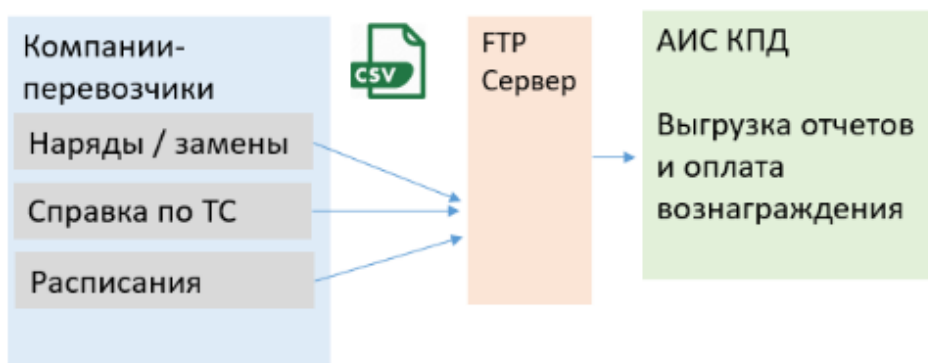 Компании-
перевозчики
Наряды / замены
Справка по ТС
Расписания
CSV
FTP
Сервер
АИС КПД
Выгрузка отчетов
и оплата
вознаграждения